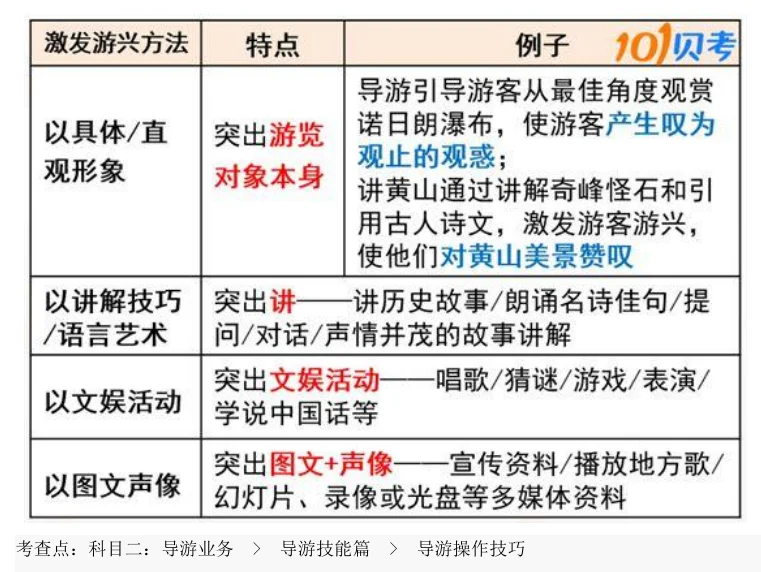 激发游兴方法 特点 例子 101贝考
以具体/直
观形象
突出游览
对象本身
导游引导游客从最佳角度观赏
诺日朗瀑布，使游客产生叹为
观止的观感；
讲黄山通过讲解奇峰怪石和引
用古人诗文，激发游客游兴，
使他们对黄山美景赞叹
以讲解技巧
/语言艺术
突出讲——讲历史故事/朗诵名诗佳句/提
问/对话/声情并茂的故事讲解
以文娱活动
突出文娱活动——唱歌/猜谜/游戏/表演/
学说中国话等
以图文声像
突出图文+声像——宣传资料/播放地方歌/
幻灯片、录像或光盘等多媒体资料
考查点：科目二：导游业务 > 导游技能篇 > 导游操作技巧